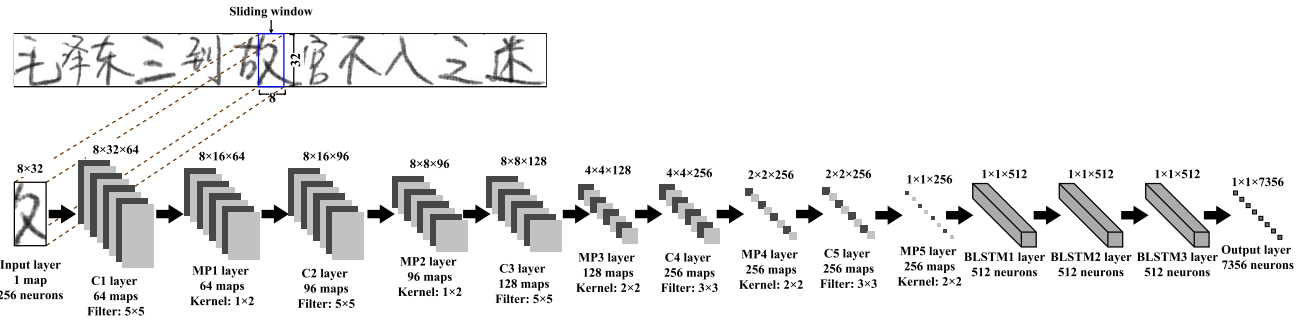 Sliding window
毛泽东三到故宫不入之迷
32
8
8×32
8×32×64
8×16×64
8×16×96
8×8×96
8×8×128
4×4×128
4×4×256
2×2×256
2×2×256
1×1×256
1×1×512
1×1×512
1×1×512
1×1×7356
Input layer
1 map
256 neurons
C1 layer
64 maps
Filter: 5×5
MP1 layer
64 maps
Kernel: 1×2
C2 layer
96 maps
Filter: 5×5
MP2 layer
96 maps
Kernel: 1×2
C3 layer
128 maps
Filter: 5×5
MP3 layer
128 maps
Kernel: 2×2
C4 layer
256 maps
Filter: 3×3
MP4 layer
256 maps
Kernel: 2×2
C5 layer
256 maps
Filter: 3×3
MP5 layer
256 maps
Kernel: 2×2
BLSTM1 layer
512 neurons
BLSTM2 layer
512 neurons
BLSTM3 layer
512 neurons
Output layer
7356 neurons